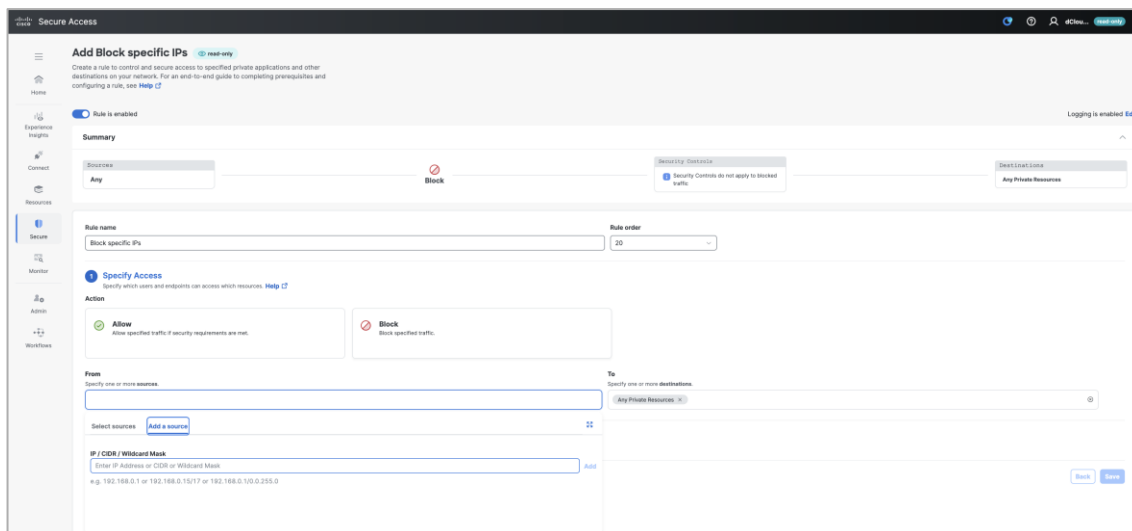 cisco Secure Access
dClou... read-only
Add Block specific IPs read-only
Create a rule to control and secure access to specified private applications and other
destinations on your network. For an end-to-end guide to completing prerequisites and
configuring a rule, see Help
Home
Experience
Insights
Connect
Resources
Secure
Monitor
Admin
Workflows
Rule is enabled
Logging is enabled Ed
Summary
Sources
Any
Block
Security Controls
Security Controls do not apply to blocked
traffic
Destinations
Any Private Resources
Rule name
Block specific IPs
Rule order
20
1 Specify Access
Specify which users and endpoints can access which resources. Help
Action
Allow
Allow specified traffic if security requirements are met.
Block
Block specified traffic.
From
Specify one or more sources.
To
Specify one or more destinations.
Any Private Resources ×
Select sources Add a source
IP / CIDR / Wildcard Mask
Enter IP Address or CIDR or Wildcard Mask
Add
e.g. 192.168.0.1 or 192.168.0.15/17 or 192.168.0.1/0.0.255.0
Back Save